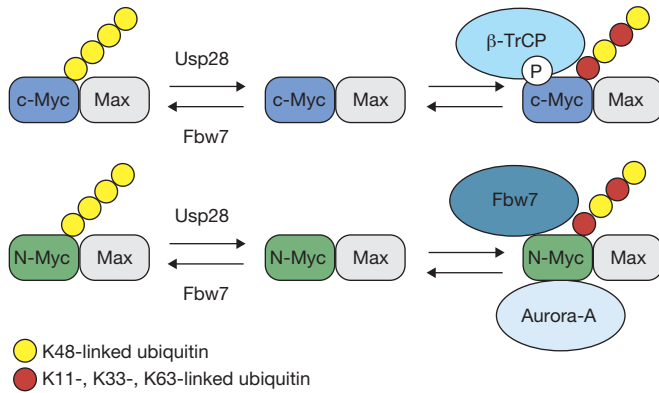 β-TrCP
Usp28
P
c-Myc Max
c-Myc Max
c-Myc Max
Fbw7
Fbw7
Usp28
N-Myc Max
N-Myc Max
N-Myc Max
Fbw7
Aurora-A
K48-linked ubiquitin
K11-, K33-, K63-linked ubiquitin